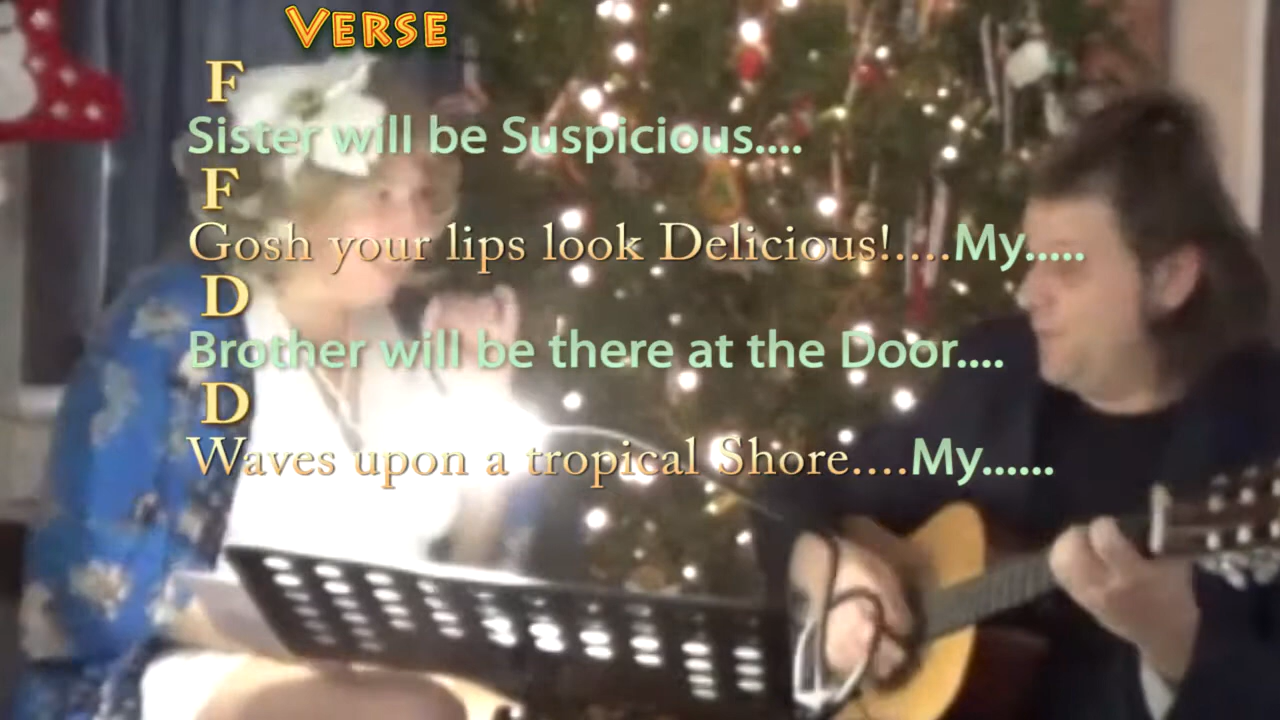 VERSE
F
Sister will be Suspicious....
F
Gosh your lips look Delicious!.....My.....
D
Brother will be there at the Door....
D
Waves upon a tropical Shore....My......